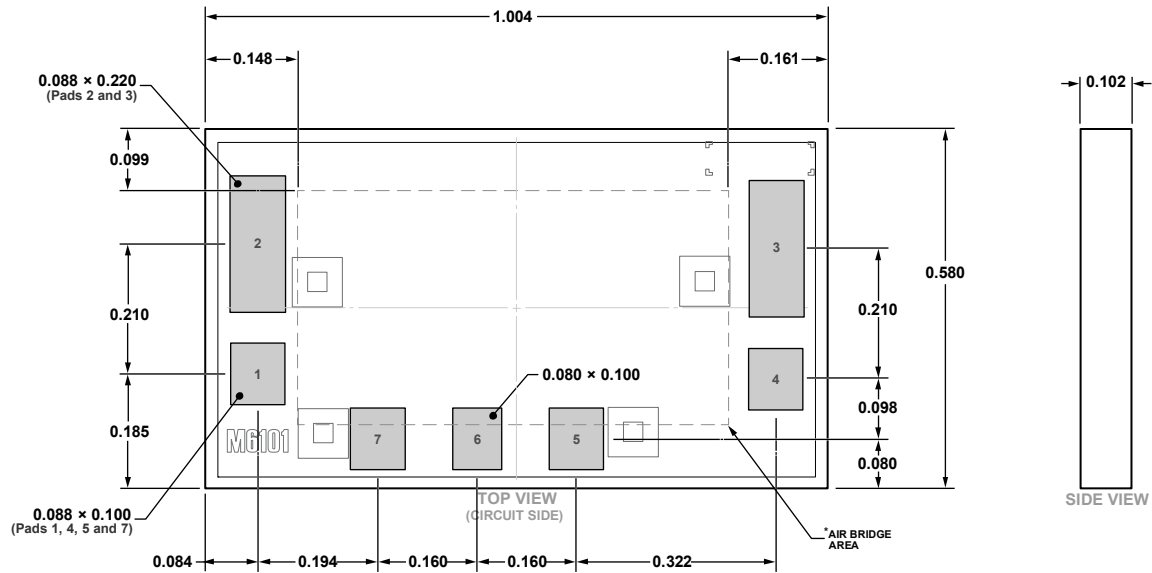 1.004
0.148
0.161
0.102
0.088 × 0.220
(Pads 2 and 3)
0.099
2
3
0.580
0.210
0.210
1
0.080 × 0.100
4
0.098
0.185
M6101
7
6
5
0.080
TOP VIEW
(CIRCUIT SIDE)
SIDE VIEW
0.088 × 0.100
(Pads 1, 4, 5 and 7)
*AIR BRIDGE
AREA
0.084
0.194
0.160
0.160
0.322